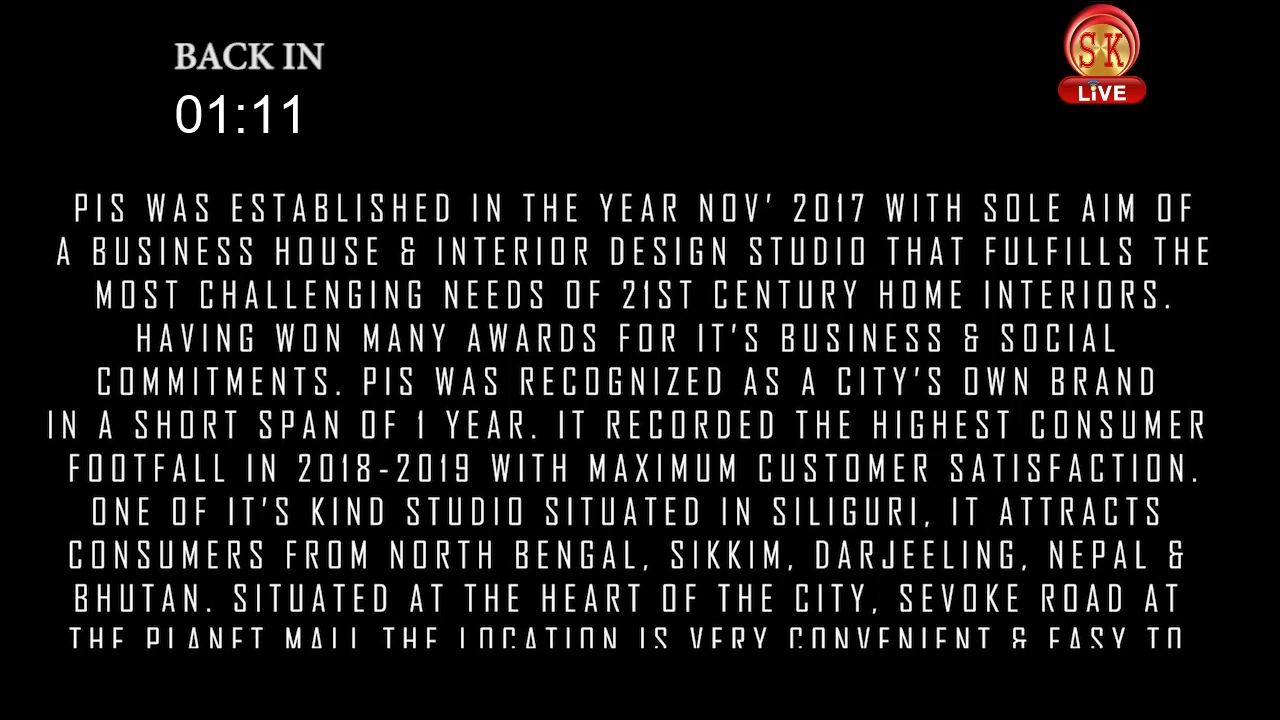 BACK IN
01:11
SK
LiVE
PIS WAS ESTABLISHED IN THE YEAR NOV' 2017 WITH SOLE AIM OF
A BUSINESS HOUSE & INTERIOR DESIGN STUDIO THAT FULFILLS THE
MOST CHALLENGING NEEDS OF 21ST CENTURY HOME INTERIORS.
HAVING WON MANY AWARDS FOR IT'S BUSINESS & SOCIAL
COMMITMENTS. PIS WAS RECOGNIZED AS A CITY'S OWN BRAND
IN A SHORT SPAN OF 1 YEAR. IT RECORDED THE HIGHEST CONSUMER
FOOTFALL IN 2018-2019 WITH MAXIMUM CUSTOMER SATISFACTION.
ONE OF IT'S KIND STUDIO SITUATED IN SILIGURI, IT ATTRACTS
CONSUMERS FROM NORTH BENGAL, SIKKIM, DARJEELING, NEPAL &
BHUTAN. SITUATED AT THE HEART OF THE CITY, SEVOKE ROAD AT
THE PLANET MALL THE LOCATION IS VERY CONVENIENT & EASY TO